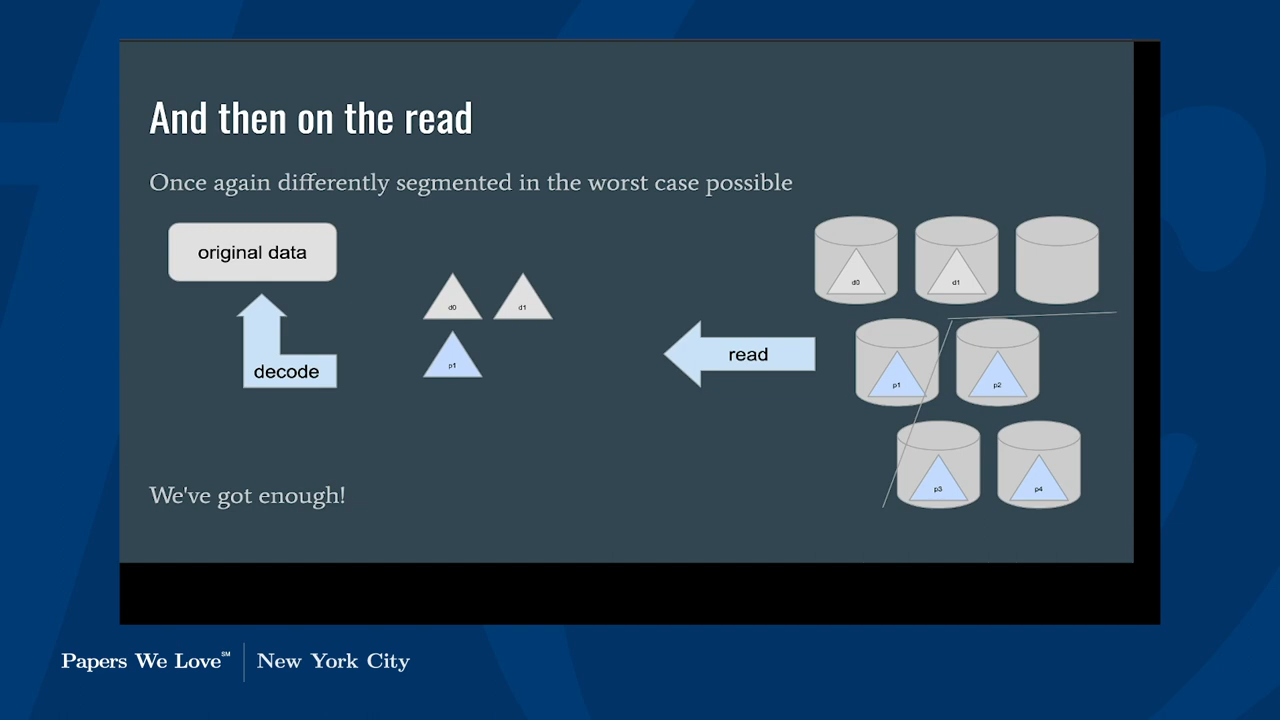 And then on the read
Once again differently segmented in the worst case possible
original data
d0 d1
d0 d1
p1
read
p1 p2
decode
p3 p4
We've got enough!
Papers We Love℠ New York City